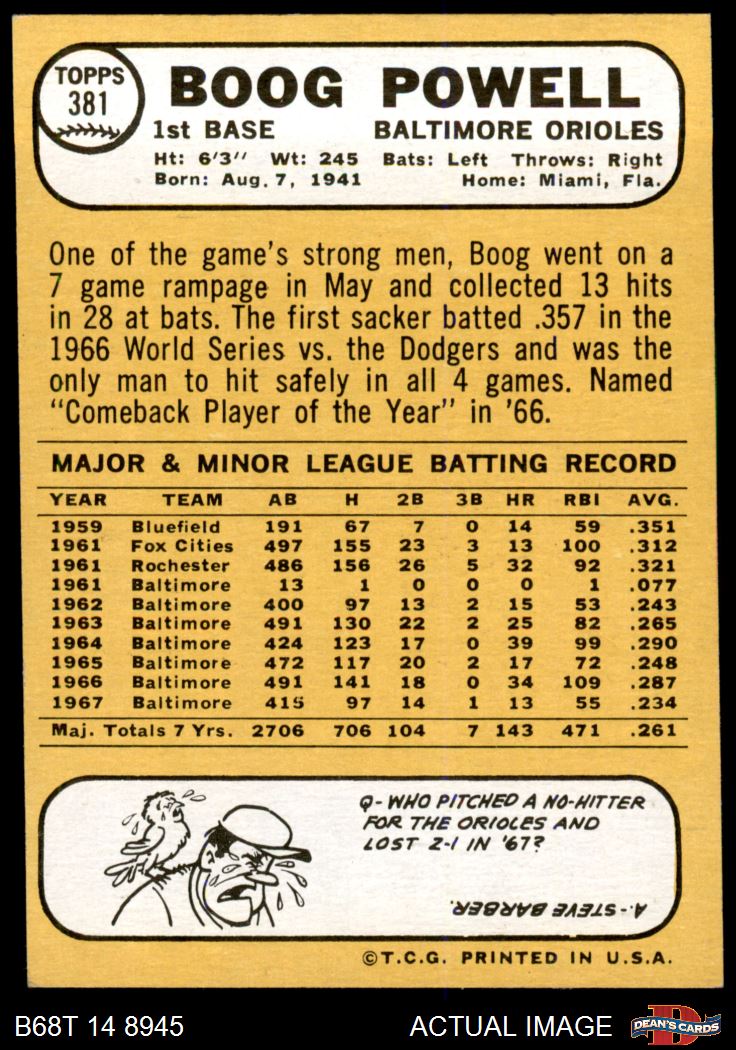 TOPPS
381
BOOG POWELL
1st BASE BALTIMORE ORIOLES
Ht: 6'3" Wt: 245 Bats: Left Throws: Right
Born: Aug. 7, 1941 Home: Miami, Fla.
One of the game's strong men, Boog went on a
7 game rampage in May and collected 13 hits
in 28 at bats. The first sacker batted .357 in the
1966 World Series vs. the Dodgers and was the
only man to hit safely in all 4 games. Named
"Comeback Player of the Year" in '66.
MAJOR & MINOR LEAGUE BATTING RECORD
YEAR TEAM AB H 2B 3B HR RBI AVG.
1959 Bluefield 191 67 7 0 14 59 .351
1961 Fox Cities 497 155 23 3 13 100 .312
1961 Rochester 486 156 26 5 32 92 .321
1961 Baltimore 13 1 0 0 0 1 .077
1962 Baltimore 400 97 13 2 15 53 .243
1963 Baltimore 491 130 22 2 25 82 .265
1964 Baltimore 424 123 17 0 39 99 .290
1965 Baltimore 472 117 20 2 17 72 .248
1966 Baltimore 491 141 18 0 34 109 .287
1967 Baltimore 415 97 14 1 13 55 .234
Maj. Totals 7 Yrs. 2706 706 104 7 143 471 .261
Q- WHO PITCHED A NO-HITTER
FOR THE ORIOLES AND
LOST 2-1 IN '67?
A.- STEVE BARBER.
©T.C.G. PRINTED IN U.S.A.
B68T 14 8945 ACTUAL IMAGE DEAN'S CARDS